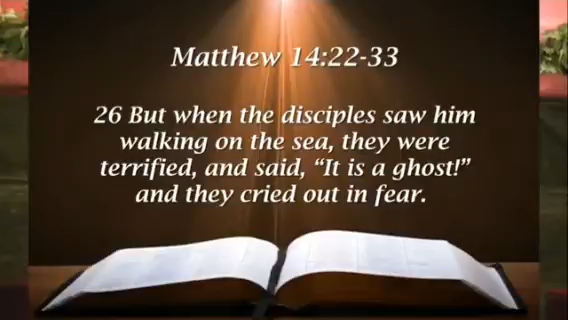 Matthew 14:22-33
26 But when the disciples saw him
walking on the sea, they were
terrified, and said, “It is a ghost!”
and they cried out in fear.